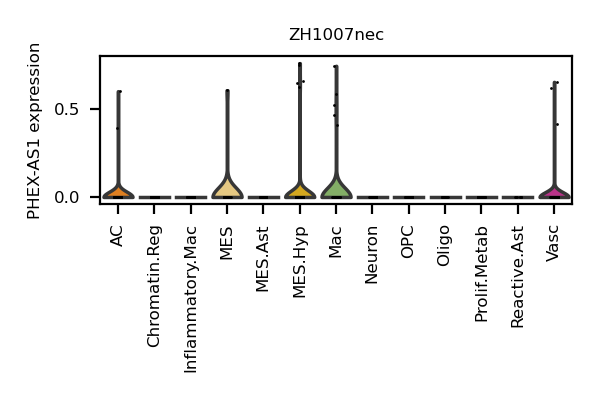 ZH1007nec
PHEX-AS1 expression
0.5
0.0
AC
Chromatin.Reg
Inflammatory.Mac
MES
MES.Ast
MES.Hyp
Mac
Neuron
OPC
Oligo
Prolif.Metab
Reactive.Ast
Vasc